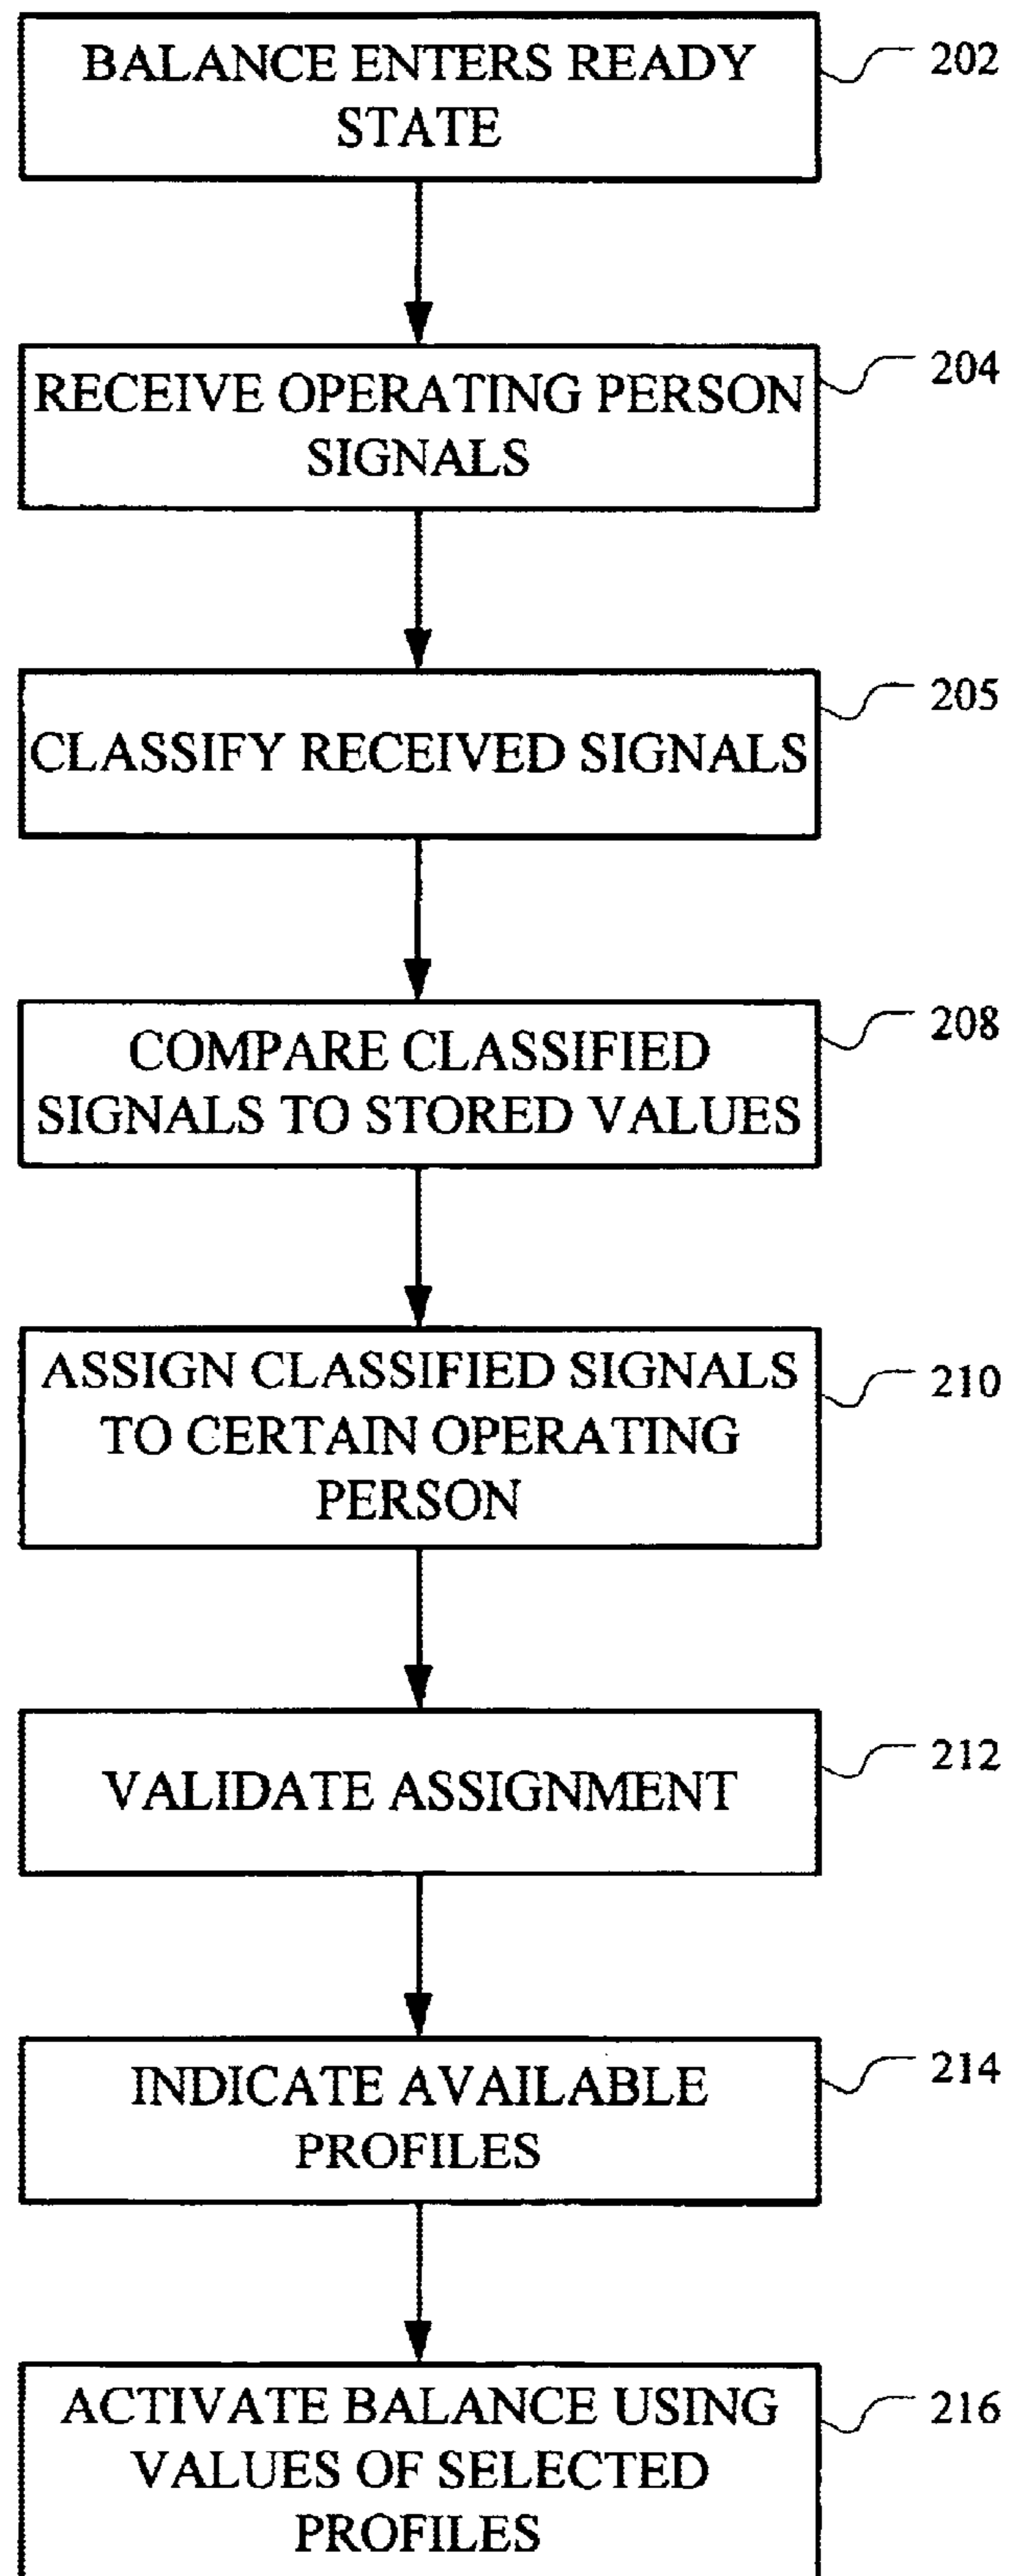 BALANCE ENTERS READY
STATE
202
RECEIVE OPERATING PERSON
SIGNALS
204
CLASSIFY RECEIVED SIGNALS
205
COMPARE CLASSIFIED
SIGNALS TO STORED VALUES
208
ASSIGN CLASSIFIED SIGNALS
TO CERTAIN OPERATING
PERSON
210
VALIDATE ASSIGNMENT
212
INDICATE AVAILABLE
PROFILES
214
ACTIVATE BALANCE USING
VALUES OF SELECTED
PROFILES
216